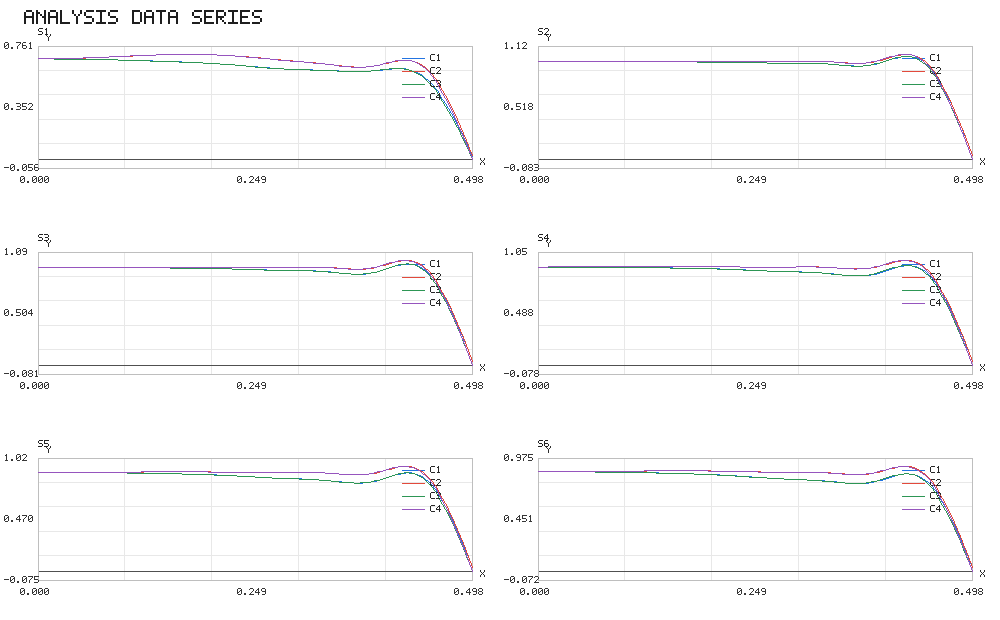 ANALYSIS DATA SERIES
S1
Y
0.761
0.352
-0.056
0.000
0.249
0.498
X
C1
C2
C3
C4
S2
Y
1.12
0.518
-0.083
0.000
0.249
0.498
X
C1
C2
C3
C4
S3
Y
1.09
0.504
-0.081
0.000
0.249
0.498
X
C1
C2
C3
C4
S4
Y
1.05
0.488
-0.078
0.000
0.249
0.498
X
C1
C2
C3
C4
S5
Y
1.02
0.470
-0.075
0.000
0.249
0.498
X
C1
C2
C3
C4
S6
Y
0.975
0.451
-0.072
0.000
0.249
0.498
X
C1
C2
C3
C4